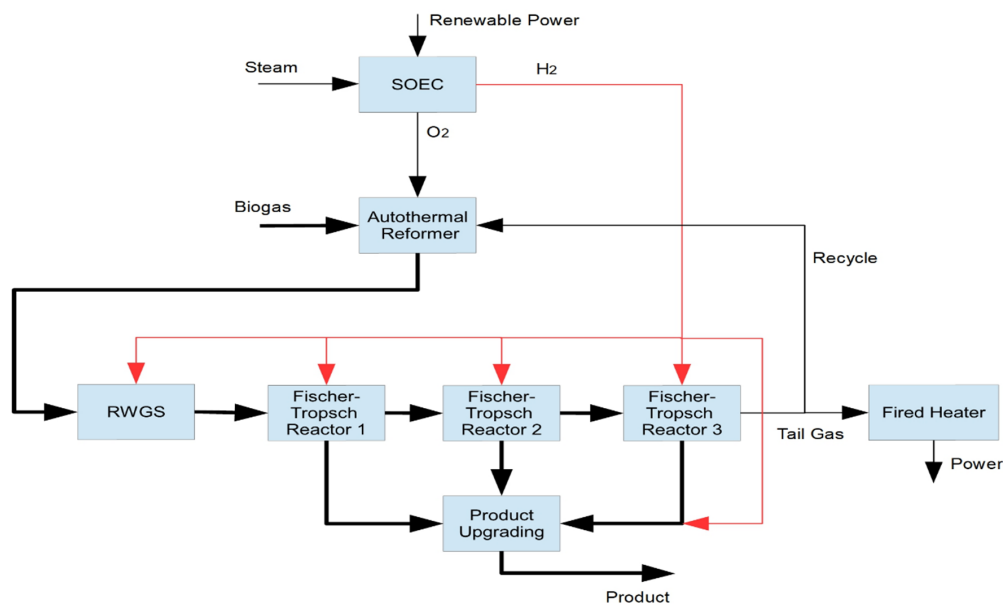 Renewable Power
Steam
SOEC
H2
O2
Biogas
Autothermal
Reformer
Recycle
RWGS
Fischer-
Tropsch
Reactor 1
Fischer-
Tropsch
Reactor 2
Fischer-
Tropsch
Reactor 3
Tail Gas
Fired Heater
Power
Product
Upgrading
Product